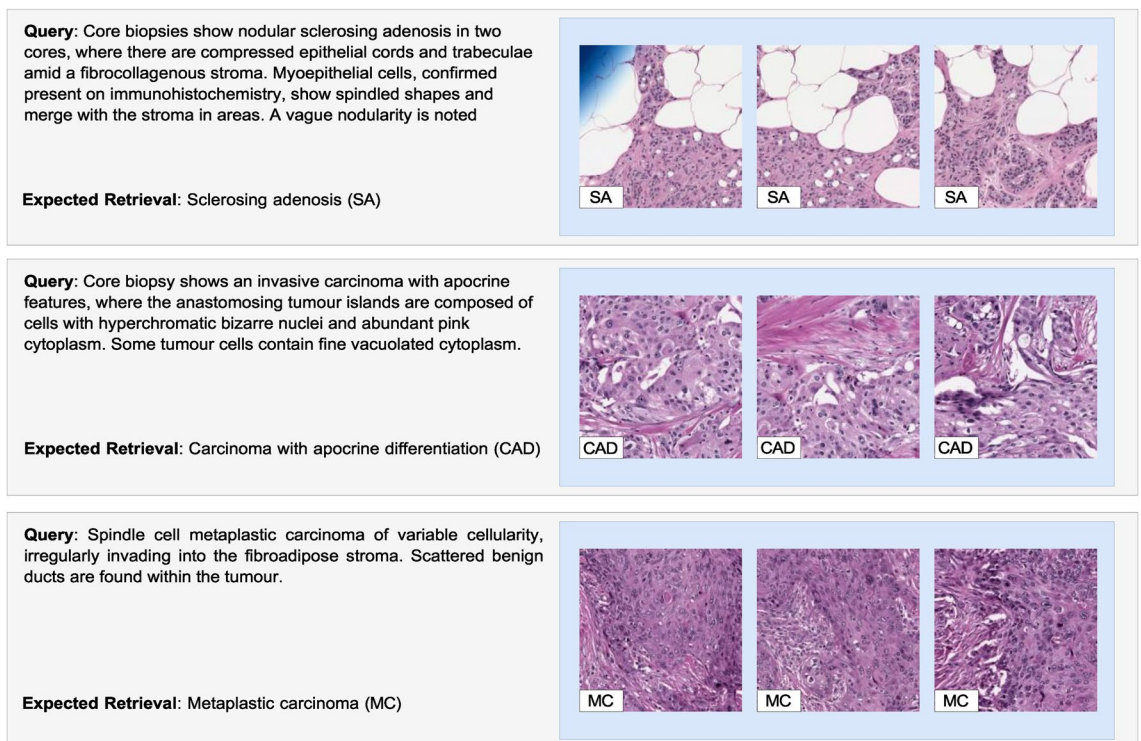 Query: Core biopsies show nodular sclerosing adenosis in two
cores, where there are compressed epithelial cords and trabeculae
amid a fibrocollagenous stroma. Myoepithelial cells, confirmed
present on immunohistochemistry, show spindled shapes and
merge with the stroma in areas. A vague nodularity is noted
Expected Retrieval: Sclerosing adenosis (SA)
SA
SA
SA
Query: Core biopsy shows an invasive carcinoma with apocrine
features, where the anastomosing tumour islands are composed of
cells with hyperchromatic bizarre nuclei and abundant pink
cytoplasm. Some tumour cells contain fine vacuolated cytoplasm.
Expected Retrieval: Carcinoma with apocrine differentiation (CAD)
CAD
CAD
CAD
Query: Spindle cell metaplastic carcinoma of variable cellularity,
irregularly invading into the fibroadipose stroma. Scattered benign
ducts are found within the tumour.
Expected Retrieval: Metaplastic carcinoma (MC)
MC
MC
MC